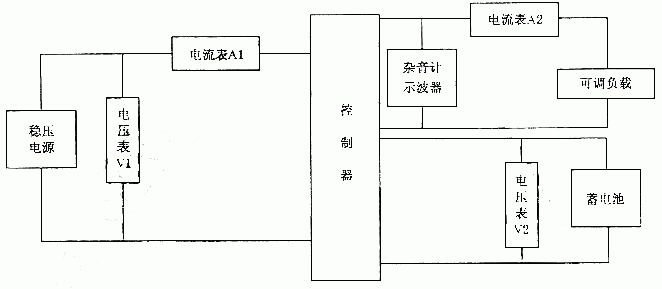 电流表A1
电流表A2
杂音计
示波器
可调负载
稳压
电源
电压表V1
控制器
电压表V2
蓄电池